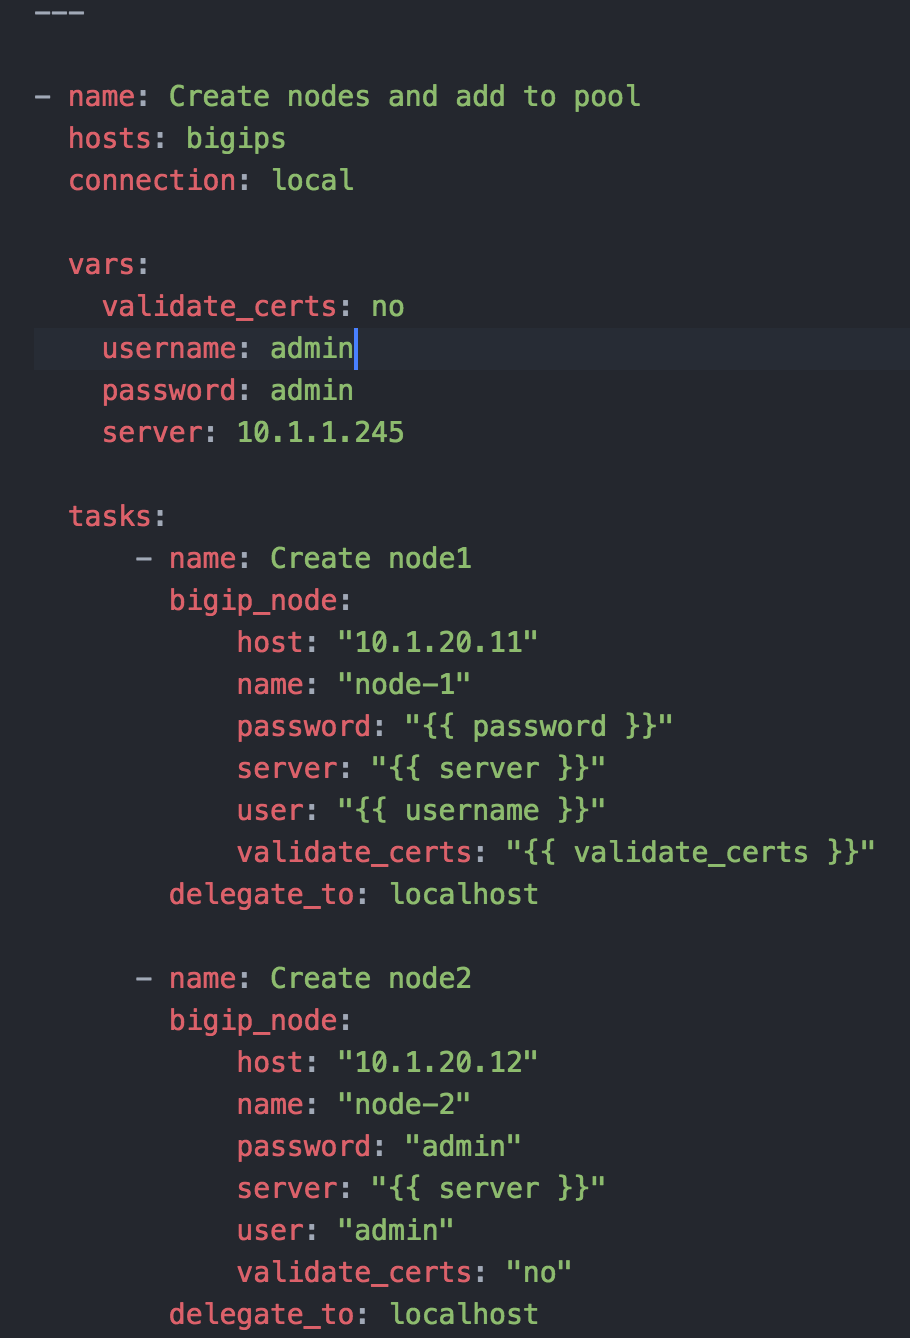 ---
- name: Create nodes and add to pool
hosts: bigips
connection: local
vars:
validate_certs: no
username: admin
password: admin
server: 10.1.1.245
tasks:
- name: Create node1
bigip_node:
host: "10.1.20.11"
name: "node-1"
password: "{{ password }}"
server: "{{ server }}"
user: "{{ username }}"
validate_certs: "{{ validate_certs }}"
delegate_to: localhost
- name: Create node2
bigip_node:
host: "10.1.20.12"
name: "node-2"
password: "admin"
server: "{{ server }}"
user: "admin"
validate_certs: "no"
delegate_to: localhost